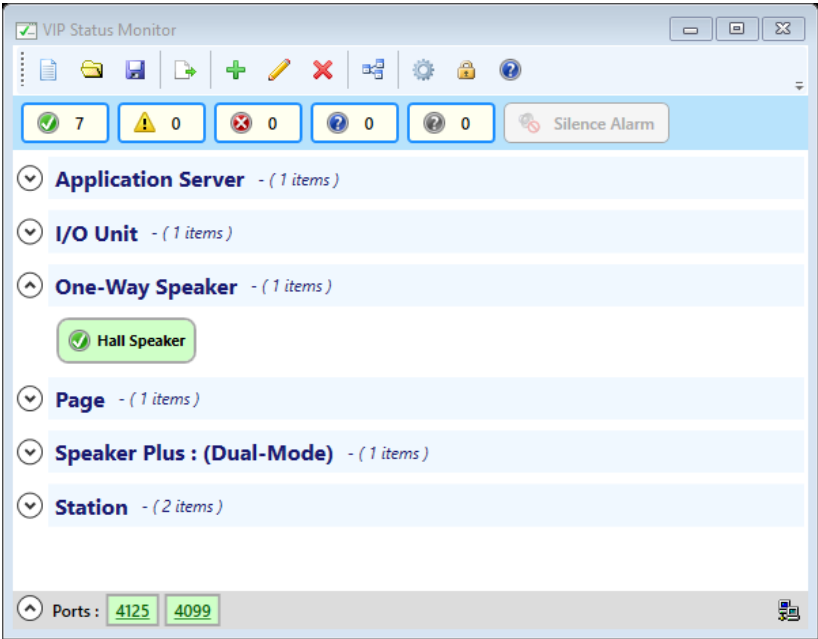 VIP Status Monitor
7 0 0 0 0 Silence Alarm
Application Server - ( 1 items )
I/O Unit - ( 1 items )
One-Way Speaker - ( 1 items )
Hall Speaker
Page - ( 1 items )
Speaker Plus : (Dual-Mode) - ( 1 items )
Station - ( 2 items )
Ports : 4125 4099